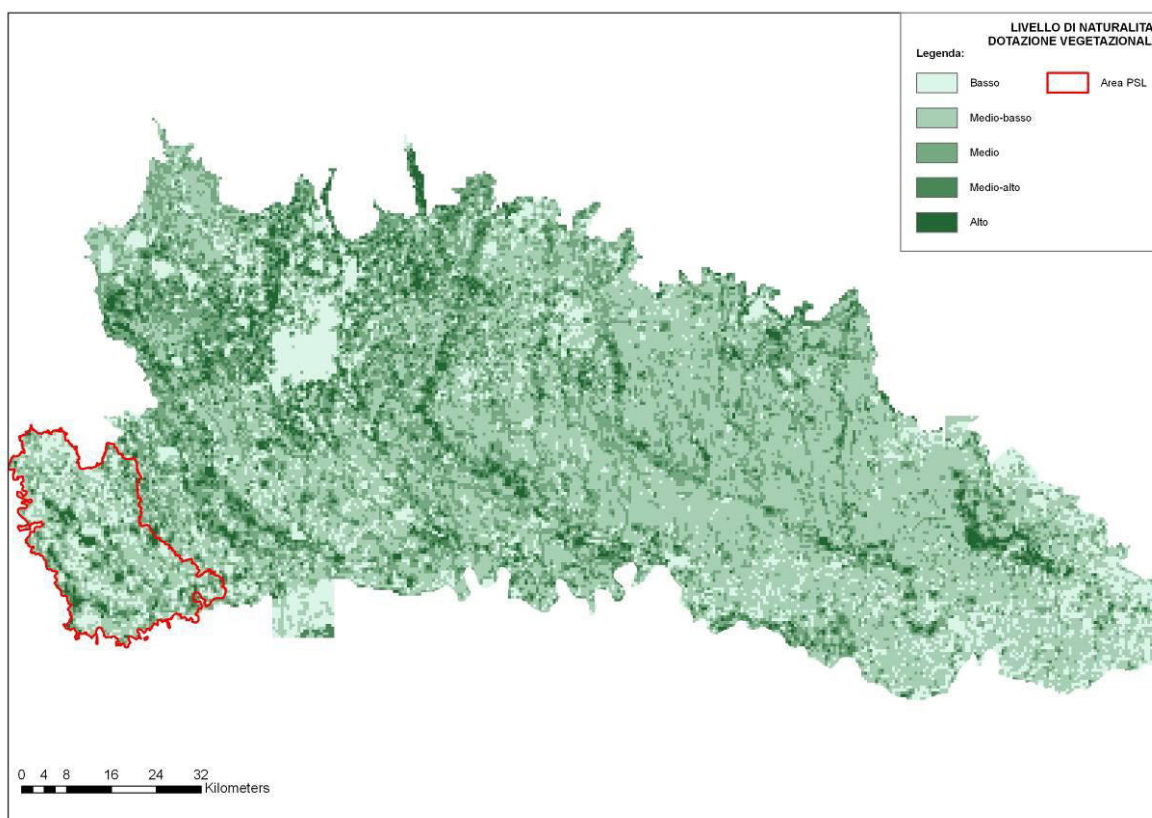 LIVELLO DI NATURALITA
DOTAZIONE VEGETAZIONAL
Legenda:
Basso
Area PSL
Medio-basso
Medio
Medio-alto
Alto
0 4 8 16 24 32
Kilometers